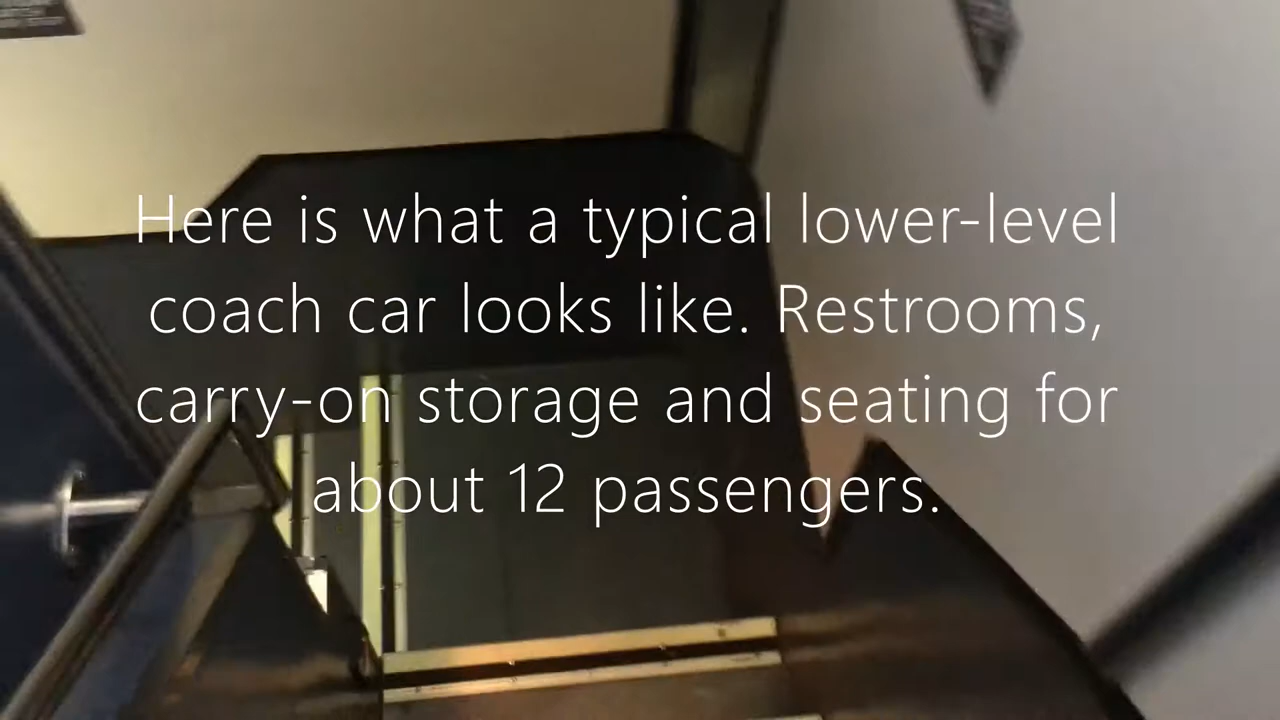 Here is what a typical lower-level
coach car looks like. Restrooms,
carry-on storage and seating for
about 12 passengers.